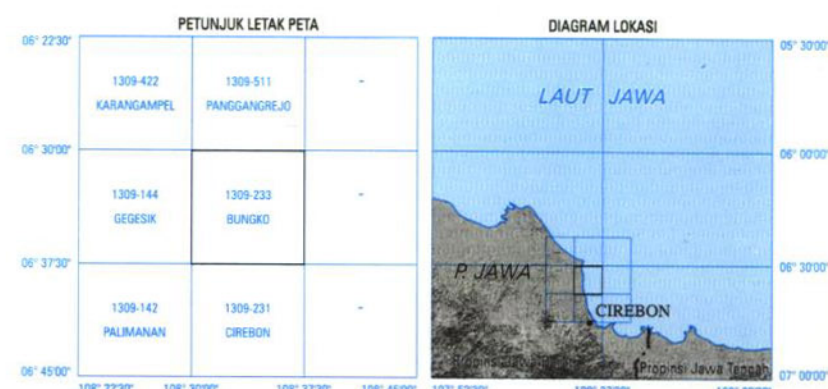 PETUNJUK LETAK PETA
06° 22'30"
1309-422
KARANGAMPEL
1309-511
PANGGANGREJO
-
06° 30'00"
1309-144
GEGESIK
1309-233
BUNGKO
-
06° 37'30"
1309-142
PALIMANAN
1309-231
CIREBON
-
06° 45'00"
DIAGRAM LOKASI
05° 30'00"
LAUT JAWA
06° 00'00"
P. JAWA
06° 30'00"
CIREBON
Propinsi Jawa Tengah
07° 00'00"